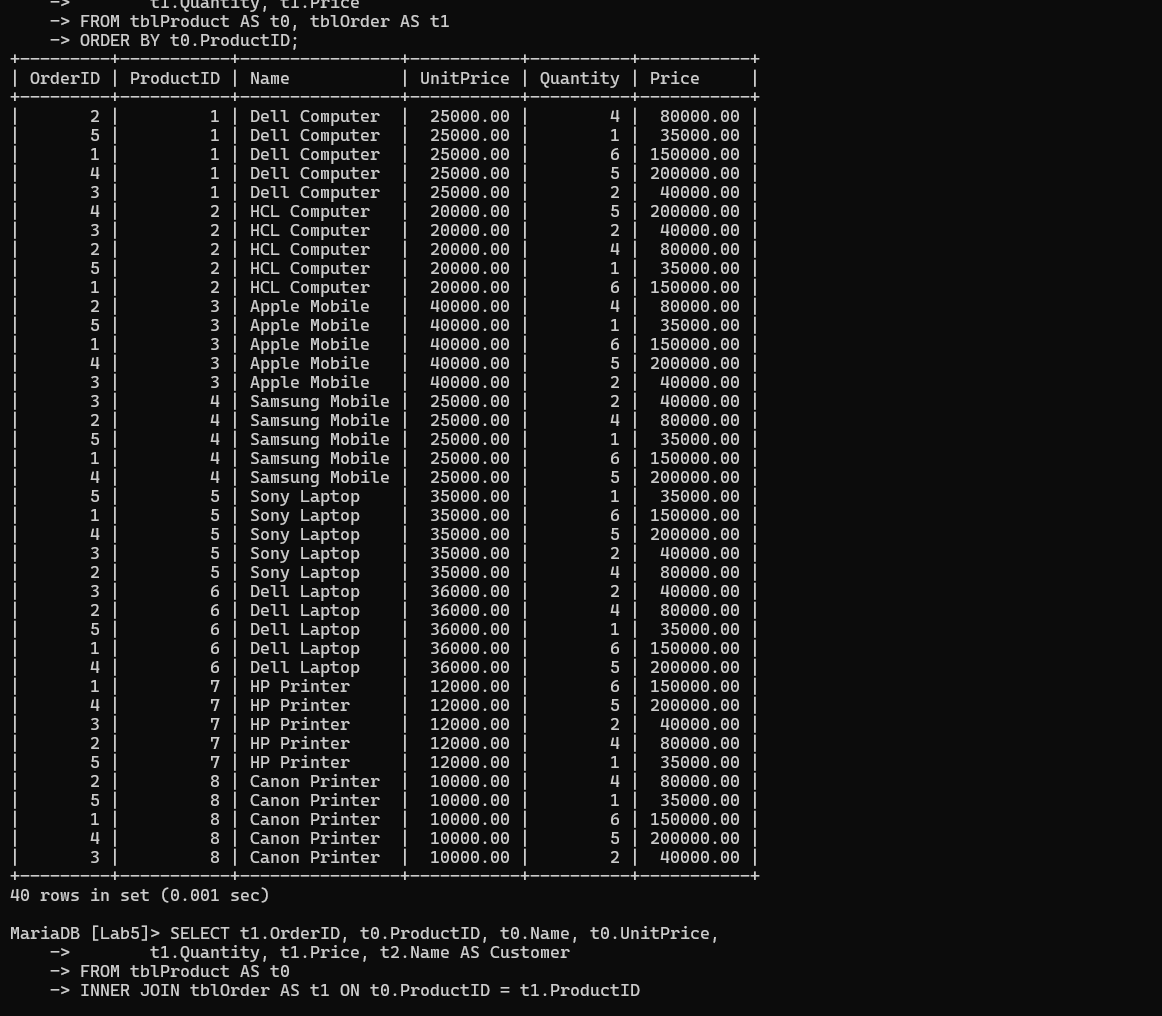 ->        t1.Quantity, t1.Price
    -> FROM tblProduct AS t0, tblOrder AS t1
    -> ORDER BY t0.ProductID;
+---------+-----------+----------------+-----------+----------+-----------+
| OrderID | ProductID | Name           | UnitPrice | Quantity | Price     |
+---------+-----------+----------------+-----------+----------+-----------+
|       2 |         1 | Dell Computer  |  25000.00 |        4 |  80000.00 |
|       5 |         1 | Dell Computer  |  25000.00 |        1 |  35000.00 |
|       1 |         1 | Dell Computer  |  25000.00 |        6 | 150000.00 |
|       4 |         1 | Dell Computer  |  25000.00 |        5 | 200000.00 |
|       3 |         1 | Dell Computer  |  25000.00 |        2 |  40000.00 |
|       4 |         2 | HCL Computer   |  20000.00 |        5 | 200000.00 |
|       3 |         2 | HCL Computer   |  20000.00 |        2 |  40000.00 |
|       2 |         2 | HCL Computer   |  20000.00 |        4 |  80000.00 |
|       5 |         2 | HCL Computer   |  20000.00 |        1 |  35000.00 |
|       1 |         2 | HCL Computer   |  20000.00 |        6 | 150000.00 |
|       2 |         3 | Apple Mobile   |  40000.00 |        4 |  80000.00 |
|       5 |         3 | Apple Mobile   |  40000.00 |        1 |  35000.00 |
|       1 |         3 | Apple Mobile   |  40000.00 |        6 | 150000.00 |
|       4 |         3 | Apple Mobile   |  40000.00 |        5 | 200000.00 |
|       3 |         3 | Apple Mobile   |  40000.00 |        2 |  40000.00 |
|       3 |         4 | Samsung Mobile |  25000.00 |        2 |  40000.00 |
|       2 |         4 | Samsung Mobile |  25000.00 |        4 |  80000.00 |
|       5 |         4 | Samsung Mobile |  25000.00 |        1 |  35000.00 |
|       1 |         4 | Samsung Mobile |  25000.00 |        6 | 150000.00 |
|       4 |         4 | Samsung Mobile |  25000.00 |        5 | 200000.00 |
|       5 |         5 | Sony Laptop    |  35000.00 |        1 |  35000.00 |
|       1 |         5 | Sony Laptop    |  35000.00 |        6 | 150000.00 |
|       4 |         5 | Sony Laptop    |  35000.00 |        5 | 200000.00 |
|       3 |         5 | Sony Laptop    |  35000.00 |        2 |  40000.00 |
|       2 |         5 | Sony Laptop    |  35000.00 |        4 |  80000.00 |
|       3 |         6 | Dell Laptop    |  36000.00 |        2 |  40000.00 |
|       2 |         6 | Dell Laptop    |  36000.00 |        4 |  80000.00 |
|       5 |         6 | Dell Laptop    |  36000.00 |        1 |  35000.00 |
|       1 |         6 | Dell Laptop    |  36000.00 |        6 | 150000.00 |
|       4 |         6 | Dell Laptop    |  36000.00 |        5 | 200000.00 |
|       1 |         7 | HP Printer     |  12000.00 |        6 | 150000.00 |
|       4 |         7 | HP Printer     |  12000.00 |        5 | 200000.00 |
|       3 |         7 | HP Printer     |  12000.00 |        2 |  40000.00 |
|       2 |         7 | HP Printer     |  12000.00 |        4 |  80000.00 |
|       5 |         7 | HP Printer     |  12000.00 |        1 |  35000.00 |
|       2 |         8 | Canon Printer  |  10000.00 |        4 |  80000.00 |
|       5 |         8 | Canon Printer  |  10000.00 |        1 |  35000.00 |
|       1 |         8 | Canon Printer  |  10000.00 |        6 | 150000.00 |
|       4 |         8 | Canon Printer  |  10000.00 |        5 | 200000.00 |
|       3 |         8 | Canon Printer  |  10000.00 |        2 |  40000.00 |
+---------+-----------+----------------+-----------+----------+-----------+
40 rows in set (0.001 sec)

MariaDB [Lab5]> SELECT t1.OrderID, t0.ProductID, t0.Name, t0.UnitPrice,
    ->        t1.Quantity, t1.Price, t2.Name AS Customer
    -> FROM tblProduct AS t0
    -> INNER JOIN tblOrder AS t1 ON t0.ProductID = t1.ProductID